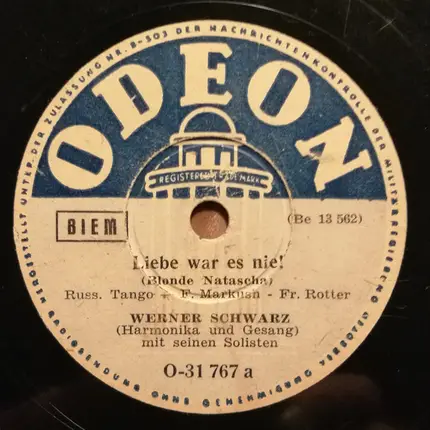 HERGESTELLT UNTER DER ZULASSUNG NR. B-503 DER NACHRICHTENKONTROLLE DER MILITÄRREGIERUNG
ODEON
REGISTERED TRADE MARK
BIEM
(Be 13 562)
Liebe war es nie!
(Blonde Natascha)
Russ. Tango - F. Markush - Fr. Rotter
WERNER SCHWARZ
(Harmonika und Gesang)
mit seinen Solisten
O-31 767 a
RADIOSENDUNG OHNE GENEHMIGUNG